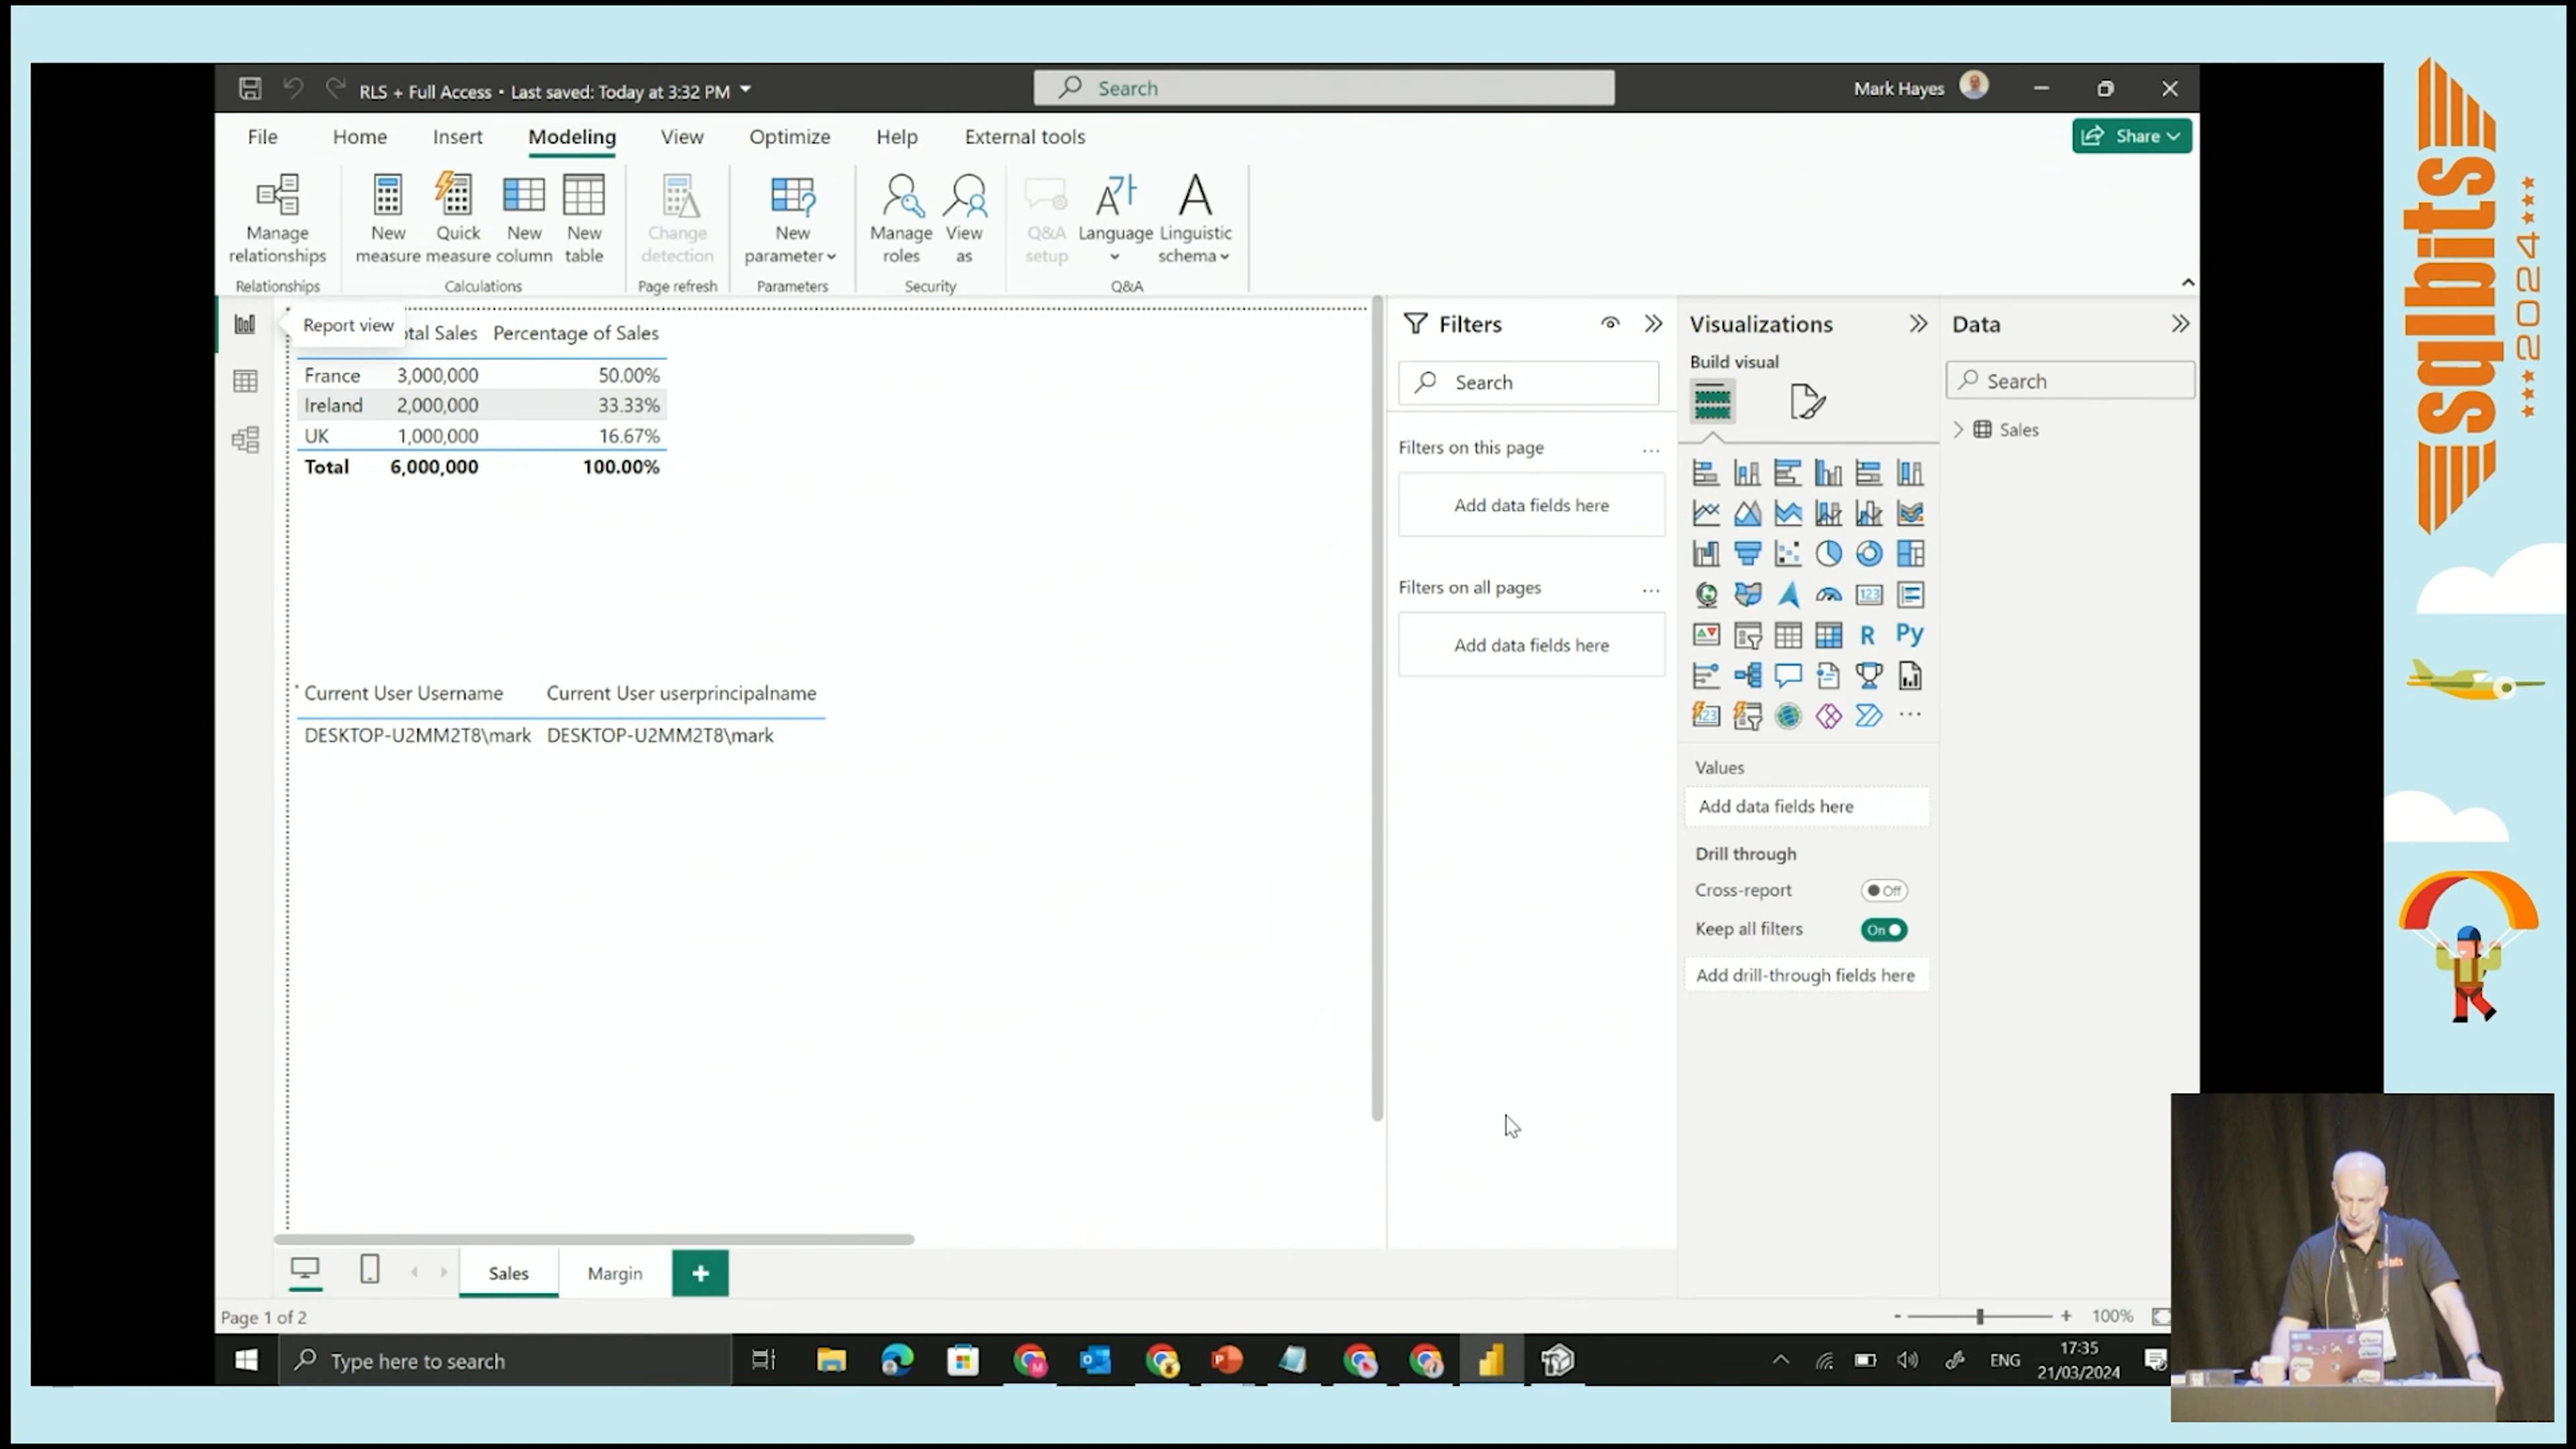 RLS + Full Access • Last saved: Today at 3:32 PM
Search
Mark Hayes
File Home Insert Modeling View Optimize Help External tools
Share
Manage relationships
New measure
Quick measure
New column
New table
Change detection
New parameter
Manage roles
View as
Q&A setup
Language
Linguistic schema
Relationships
Calculations
Page refresh
Parameters
Security
Q&A
Report view
Sales Percentage of Sales
France 3,000,000 50.00%
Ireland 2,000,000 33.33%
UK 1,000,000 16.67%
Total 6,000,000 100.00%
Current User Username Current User userprincipalname
DESKTOP-U2MM2T8\mark DESKTOP-U2MM2T8\mark
Filters
Search
Filters on this page
Add data fields here
Filters on all pages
Add data fields here
Visualizations
Build visual
123
R
Py
123
Values
Add data fields here
Drill through
Cross-report Off
Keep all filters On
Add drill-through fields here
Data
Search
Sales
Sales Margin +
Page 1 of 2
- + 100%
Type here to search
ENG
17:35
21/03/2024
sqlbits
2024